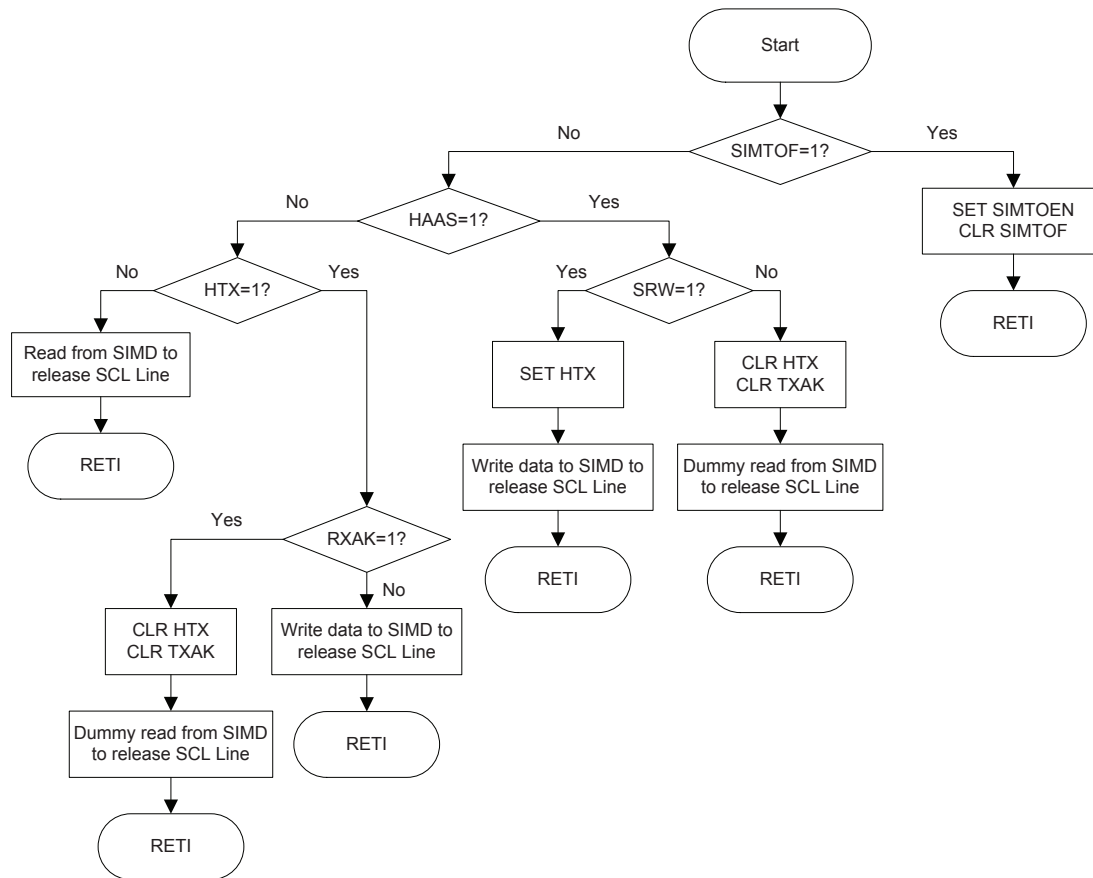 Start
No
Yes
SIMTOF=1?
No
HAAS=1?
Yes
SET SIMTOEN
CLR SIMTOF
No
HTX=1?
Yes
Yes
SRW=1?
No
RETI
Read from SIMD to
release SCL Line
SET HTX
CLR HTX
CLR TXAK
RETI
Write data to SIMD to
release SCL Line
Dummy read from SIMD
to release SCL Line
Yes
RXAK=1?
RETI
RETI
No
CLR HTX
CLR TXAK
Write data to SIMD to
release SCL Line
Dummy read from SIMD
to release SCL Line
RETI
RETI